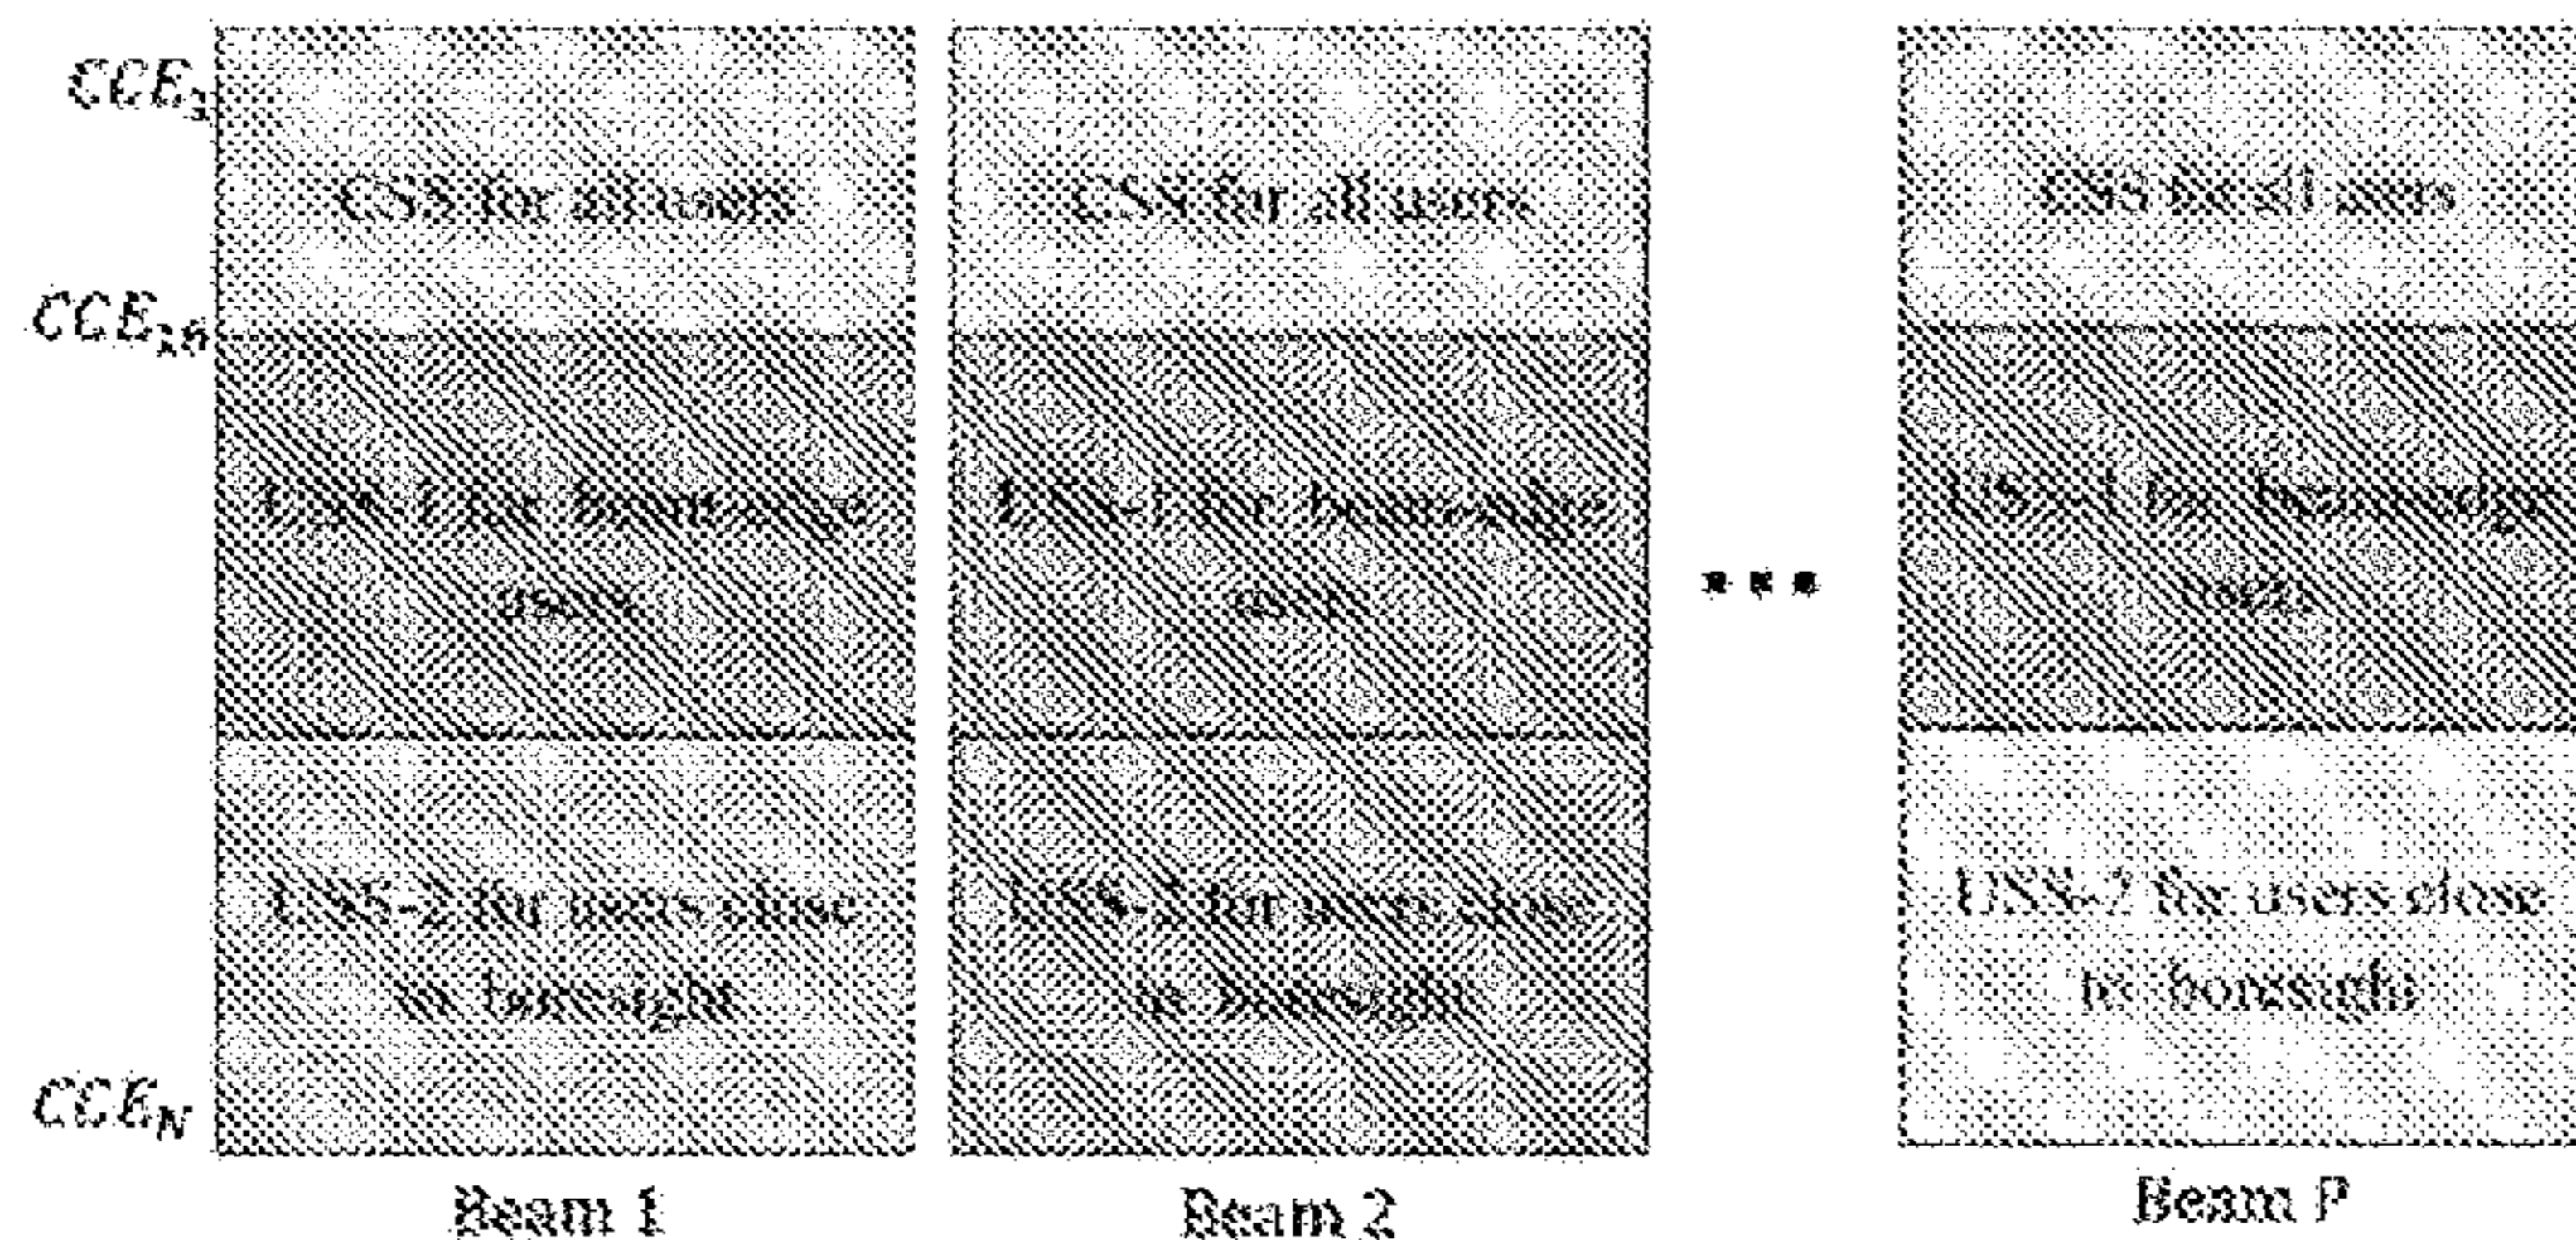 CCE₁
CSS for all users
CSS for all users
CSS for all users
CCE₁₆
USS-1 for beam-edge
users
USS-1 for beam-edge
users
USS-1 for beam-edge
users
USS-2 for users close
to boresight
USS-2 for users close
to boresight
USS-2 for users close
to boresight
CCE_N
Beam 1
Beam 2
...
Beam P